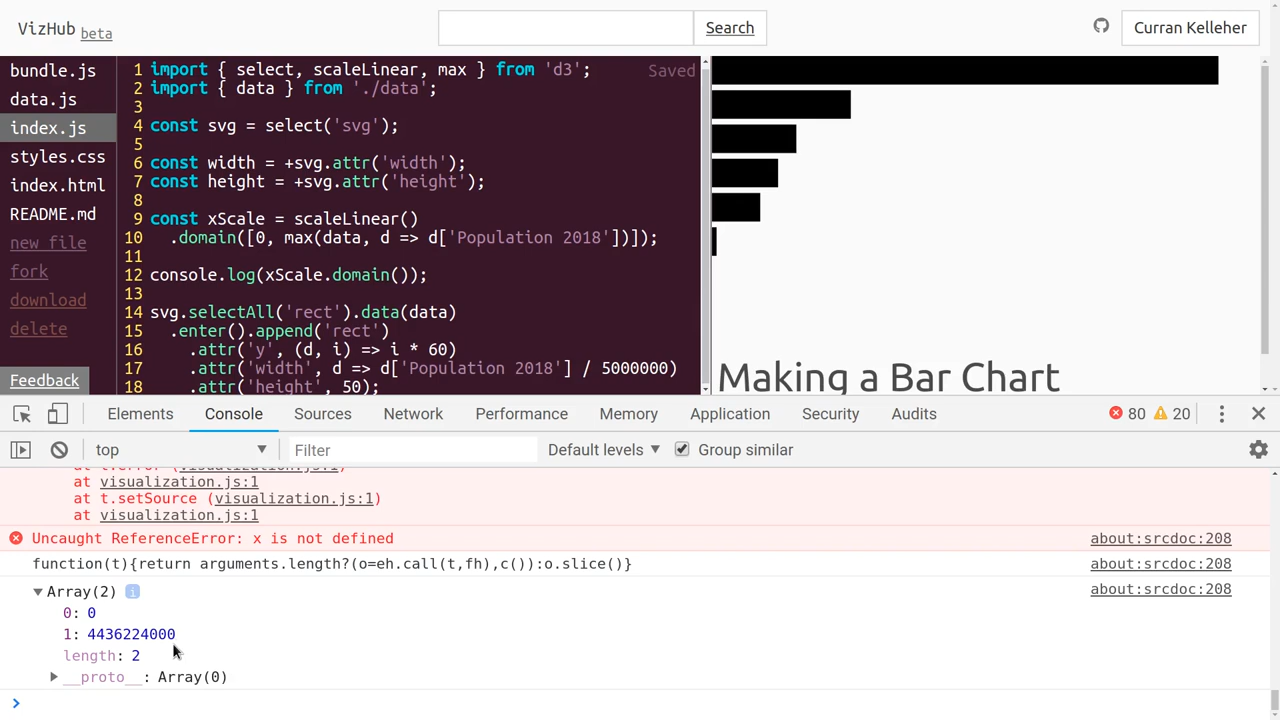 VizHub beta
Search
Curran Kelleher
bundle.js
data.js
index.js
styles.css
index.html
README.md
new file
fork
download
delete
Feedback
1 import { select, scaleLinear, max } from 'd3';
Saved
2 import { data } from './data';
3
4 const svg = select('svg');
5
6 const width = +svg.attr('width');
7 const height = +svg.attr('height');
8
9 const xScale = scaleLinear()
10 .domain([0, max(data, d => d['Population 2018'])]);
11
12 console.log(xScale.domain());
13
14 svg.selectAll('rect').data(data)
15 .enter().append('rect')
16 .attr('y', (d, i) => i * 60)
17 .attr('width', d => d['Population 2018'] / 5000000)
18 .attr('height', 50);
Making a Bar Chart
Elements Console Sources Network Performance Memory Application Security Audits 80 20
top Filter Default levels Group similar
at t.error (visualization.js:1)
at visualization.js:1
at t.setSource (visualization.js:1)
at visualization.js:1
Uncaught ReferenceError: x is not defined about:srcdoc:208
function(t){return arguments.length?(o=eh.call(t,fh),c()):o.slice()} about:srcdoc:208
Array(2) i about:srcdoc:208
0: 0
1: 4436224000
length: 2
__proto__: Array(0)